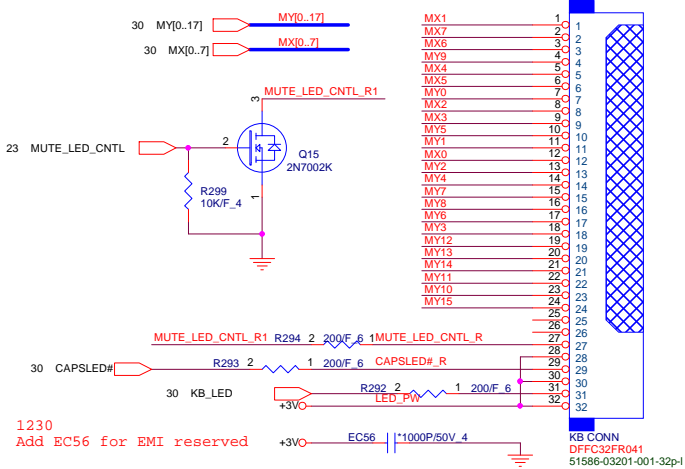 30 MY[0..17] MY[0..17]
30 MX[0..7] MX[0..7]
MUTE_LED_CNTL_R1
3
23 MUTE_LED_CNTL
2
Q15
2N7002K
1
R299
10K/F_4
MX1 1 1
MX7 2 2
MX6 3 3
MY9 4 4
MX4 5 5
MX5 6 6
MY0 7 7
MX2 8 8
MX3 9 9
MY5 10 10
MY1 11 11
MX0 12 12
MY2 13 13
MY4 14 14
MY7 15 15
MY8 16 16
MY6 17 17
MY3 18 18
MY12 19 19
MY13 20 20
MY14 21 21
MY11 22 22
MY10 23 23
MY15 24 24
25 25
26 26
MUTE_LED_CNTL_R1 R294 2 200/F_6 1 MUTE_LED_CNTL_R 27 27
28 28
30 CAPSLED# R293 2 1 200/F_6 CAPSLED#_R 29 29
30 30
30 KB_LED R292 2 1 200/F_6 31 31
+3VO LED_PW 32 32
1230
Add EC56 for EMI reserved
+3VO EC56 *1000P/50V_4
KB CONN
DFFC32FR041
51586-03201-001-32p-l